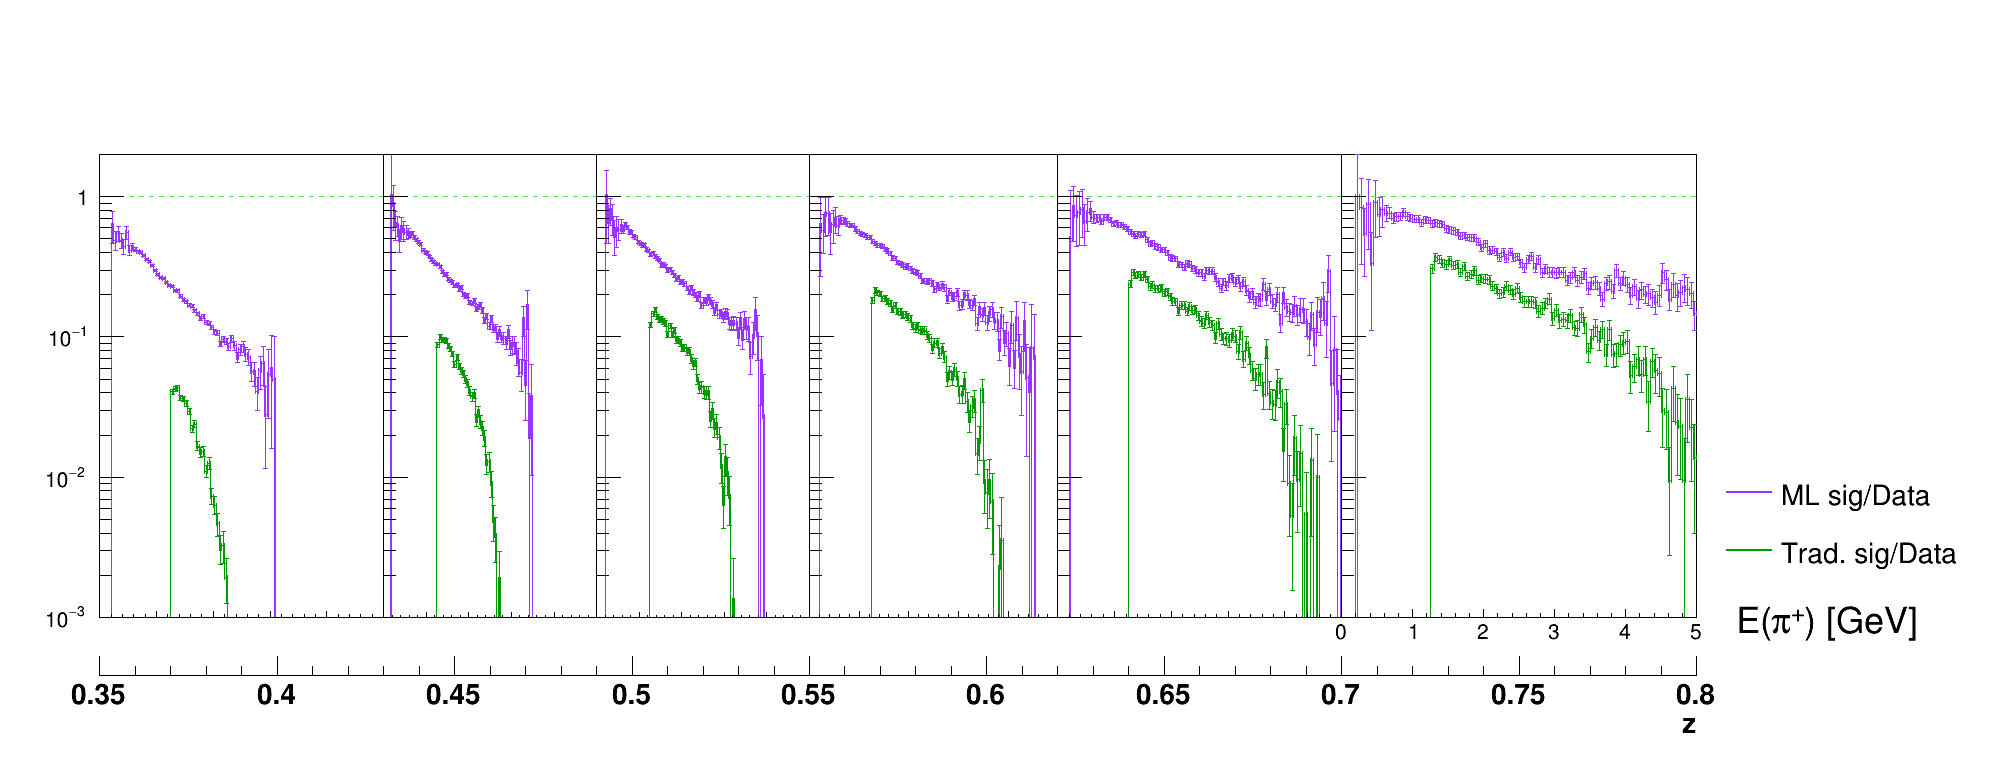 1
10⁻¹
10⁻²
10⁻³
ML sig/Data
Trad. sig/Data
0 1 2 3 4 5
E(π⁺) [GeV]
0.35 0.4 0.45 0.5 0.55 0.6 0.65 0.7 0.75 0.8
z